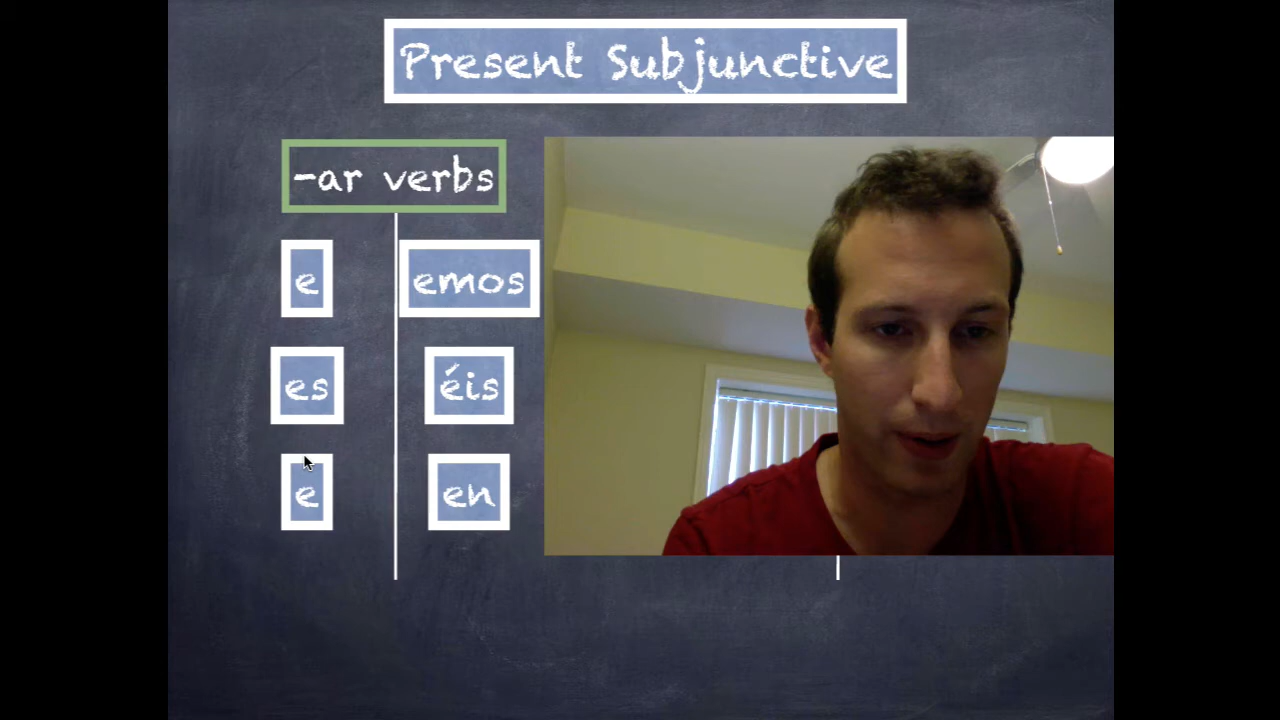 Present Subjunctive
-ar verbs
e emos
es éis
e en